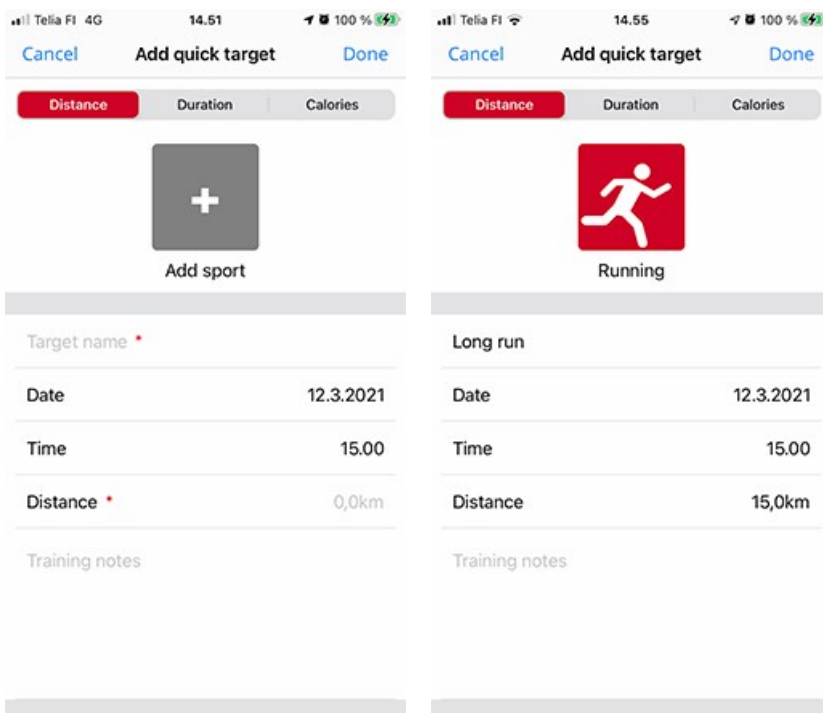 Telia FI 4G 14.51 100 %
Cancel Add quick target Done
Distance Duration Calories
+
Add sport
Target name *
Date 12.3.2021
Time 15.00
Distance * 0,0km
Training notes
Telia FI 14.55 100 %
Cancel Add quick target Done
Distance Duration Calories
Running
Long run
Date 12.3.2021
Time 15.00
Distance 15,0km
Training notes